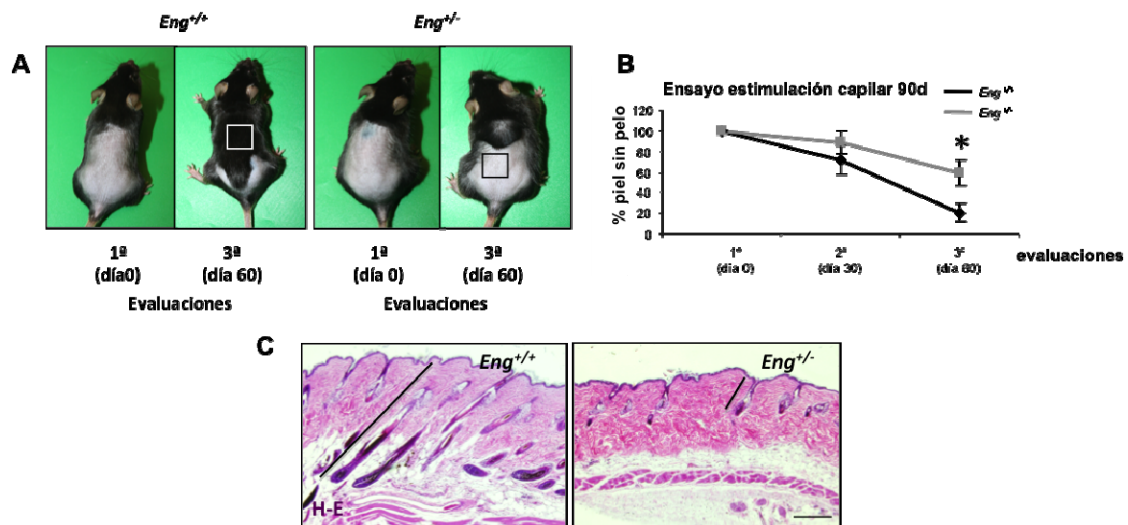 Eng+/+
Eng+/-
A
1ª
(día0)
3ª
(día 60)
Evaluaciones
1ª
(día 0)
3ª
(día 60)
Evaluaciones
B
Ensayo estimulación capilar 90d
Eng
Eng
% piel sin pelo
120
100
80
60
40
20
0
1ª
(día 0)
2ª
(día 30)
3ª
(día 60)
*
evaluaciones
C
Eng+/+
H-E
Eng+/-